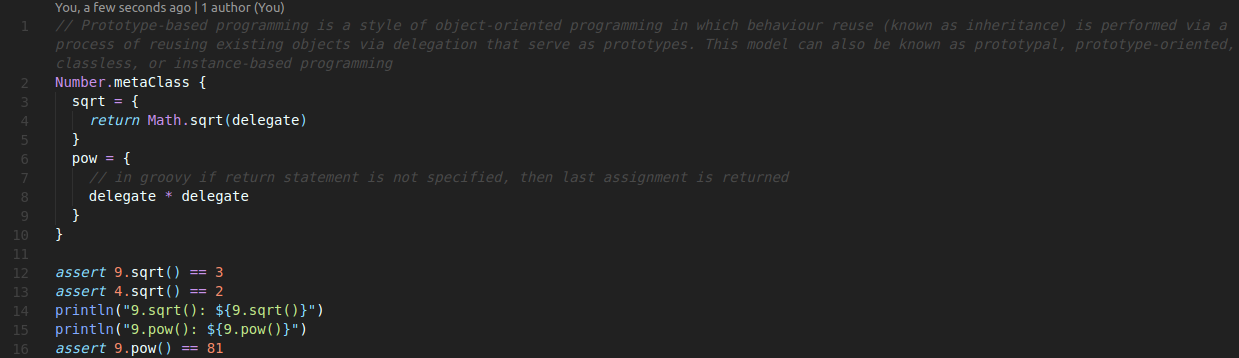 You, a few seconds ago | 1 author (You)
1 // Prototype-based programming is a style of object-oriented programming in which behaviour reuse (known as inheritance) is performed via a
process of reusing existing objects via delegation that serve as prototypes. This model can also be known as prototypal, prototype-oriented,
classless, or instance-based programming
2 Number.metaClass {
3   sqrt = {
4     return Math.sqrt(delegate)
5   }
6   pow = {
7     // in groovy if return statement is not specified, then last assignment is returned
8     delegate * delegate
9   }
10 }
11
12 assert 9.sqrt() == 3
13 assert 4.sqrt() == 2
14 println("9.sqrt(): ${9.sqrt()}")
15 println("9.pow(): ${9.pow()}")
16 assert 9.pow() == 81